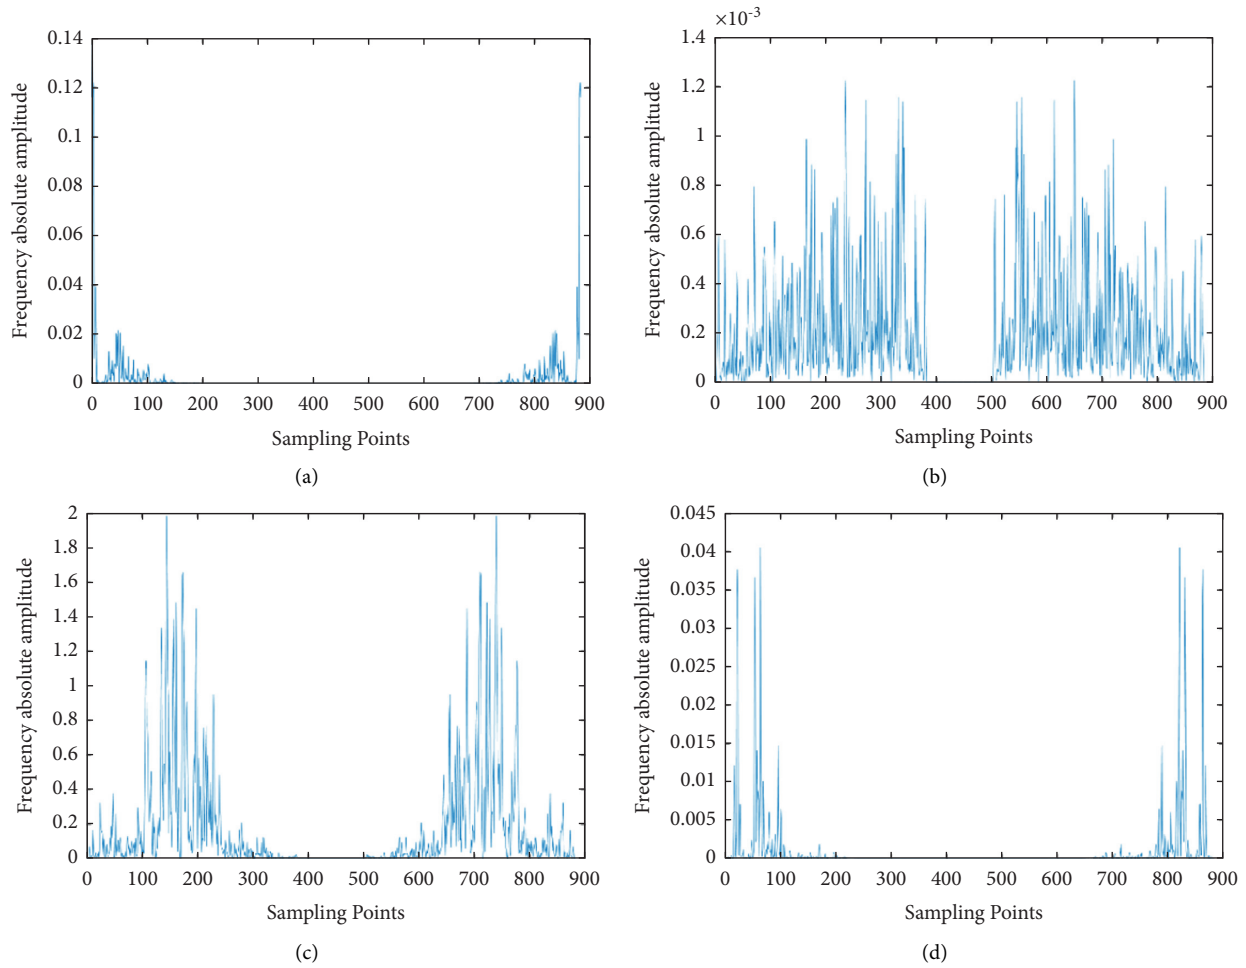 0.14
0.12
0.1
0.08
0.06
0.04
0.02
0
Frequency absolute amplitude
0 100 200 300 400 500 600 700 800 900
Sampling Points
(a)
×10-3
1.4
1.2
1
0.8
0.6
0.4
0.2
0
Frequency absolute amplitude
0 100 200 300 400 500 600 700 800 900
Sampling Points
(b)
2
1.8
1.6
1.4
1.2
1
0.8
0.6
0.4
0.2
0
Frequency absolute amplitude
0 100 200 300 400 500 600 700 800 900
Sampling Points
(c)
0.045
0.04
0.035
0.03
0.025
0.02
0.015
0.01
0.005
0
Frequency absolute amplitude
0 100 200 300 400 500 600 700 800 900
Sampling Points
(d)